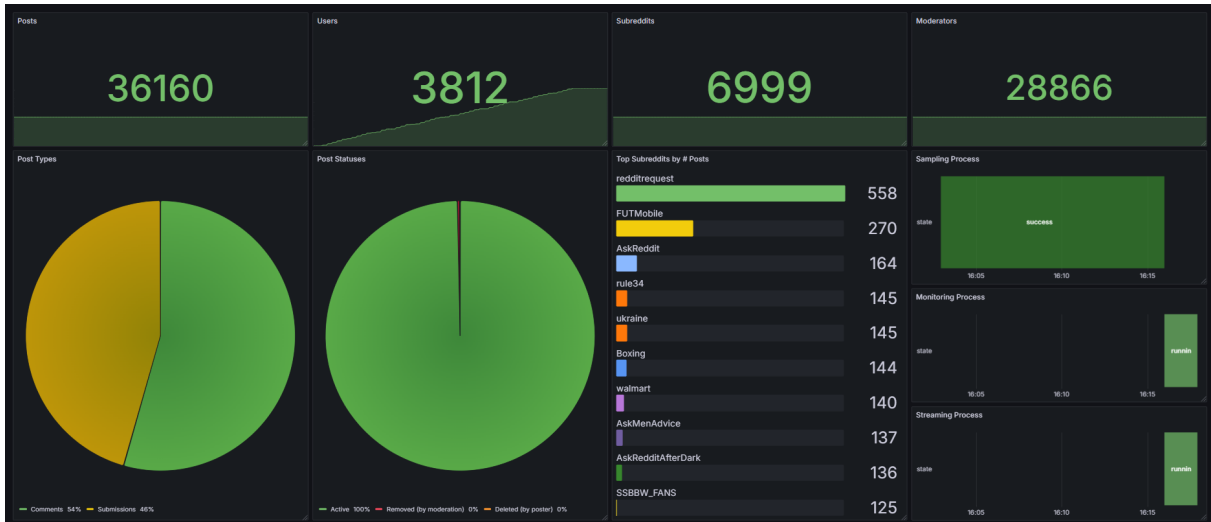 Posts
36160
Users
3812
Subreddits
6999
Moderators
28866
Post Types
Comments 54% Submissions 46%
Post Statuses
Active 100% Removed (by moderation) 0% Deleted (by poster) 0%
Top Subreddits by # Posts
redditrequest
558
FUTMobile
270
AskReddit
164
rule34
145
ukraine
145
Boxing
144
walmart
140
AskMenAdvice
137
AskRedditAfterDark
136
SSBBW_FANS
125
Sampling Process
state
success
16:05 16:10 16:15
Monitoring Process
state
runnin
16:05 16:10 16:15
Streaming Process
state
runnin
16:05 16:10 16:15